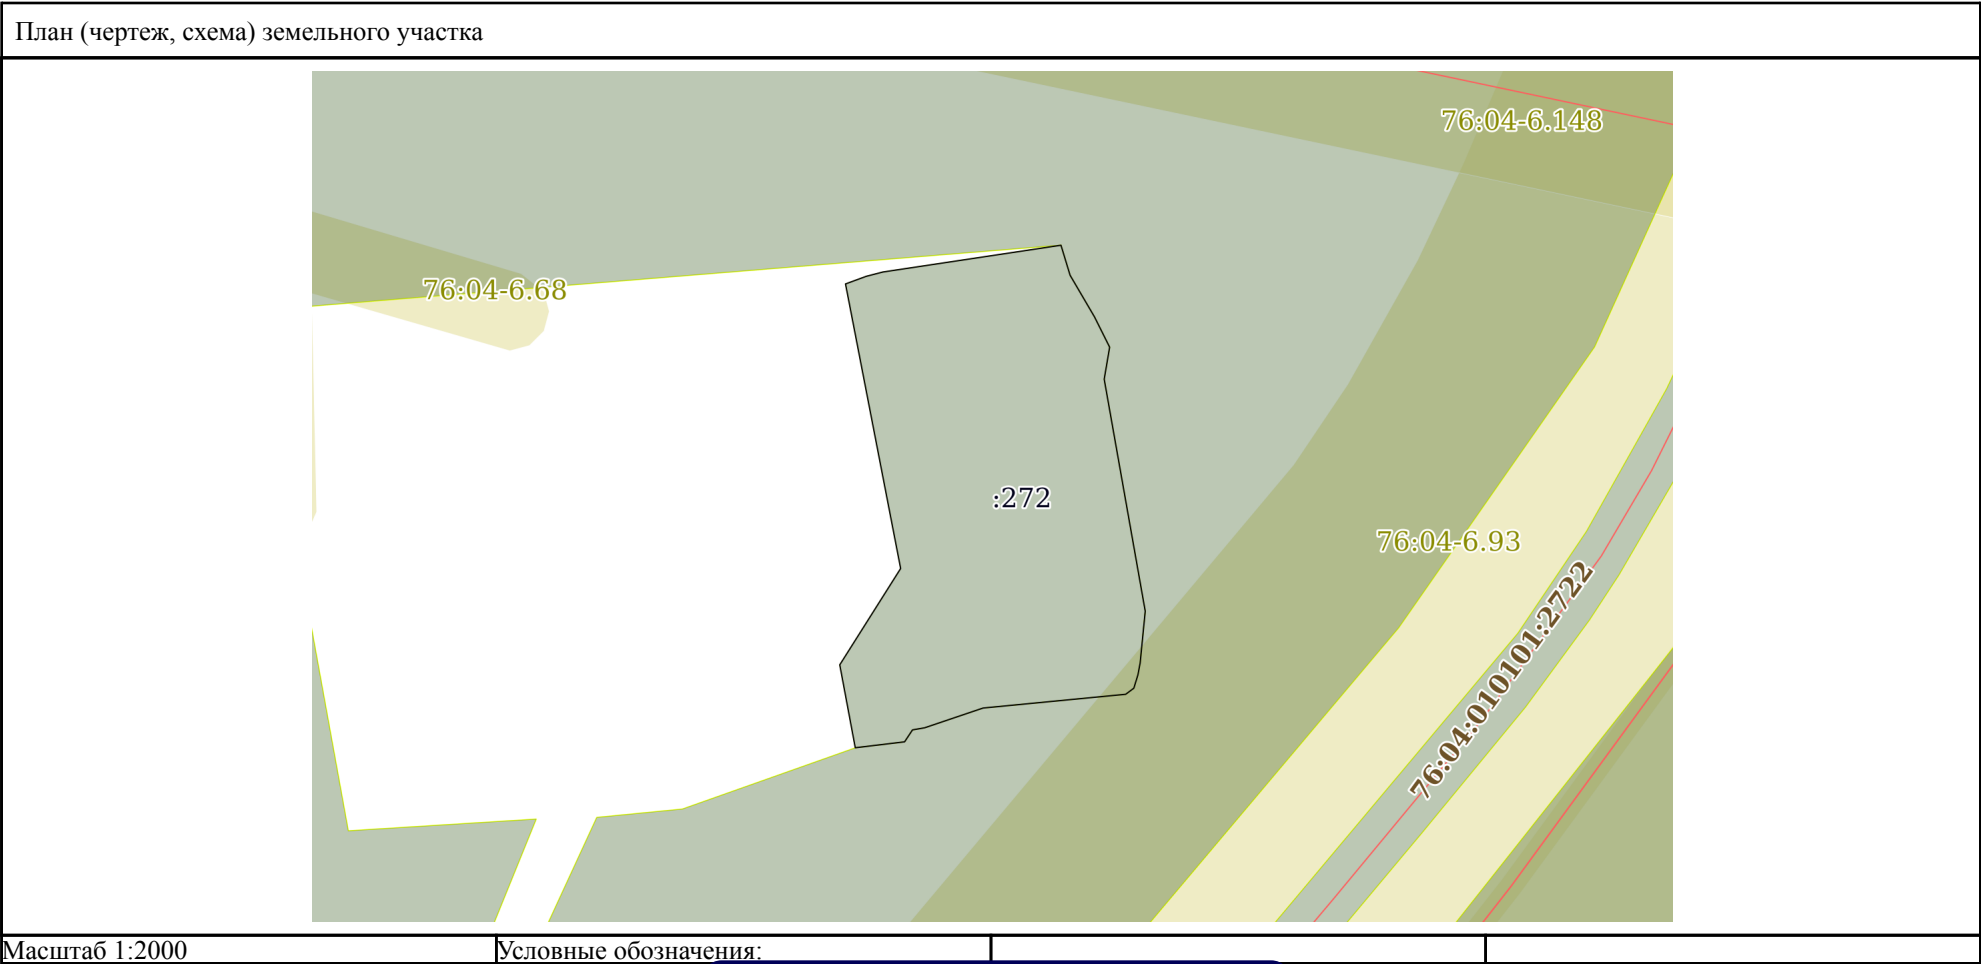 План (чертеж, схема) земельного участка
76:04-6.148
76:04-6.68
:272
76:04-6.93
76:04:010101:2722
Масштаб 1:2000
Условные обозначения: